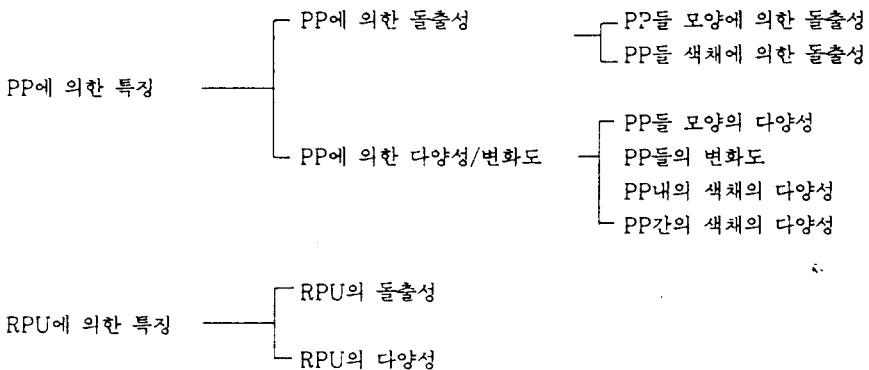 PP에 의한 돌출성
PP들 모양에 의한 돌출성
PP들 색채에 의한 돌출성
PP에 의한 특징
PP들 모양의 다양성
PP에 의한 다양성/변화도
PP들의 변화도
PP내의 색채의 다양성
PP간의 색채의 다양성
RPU의 돌출성
RPU에 의한 특징
RPU의 다양성